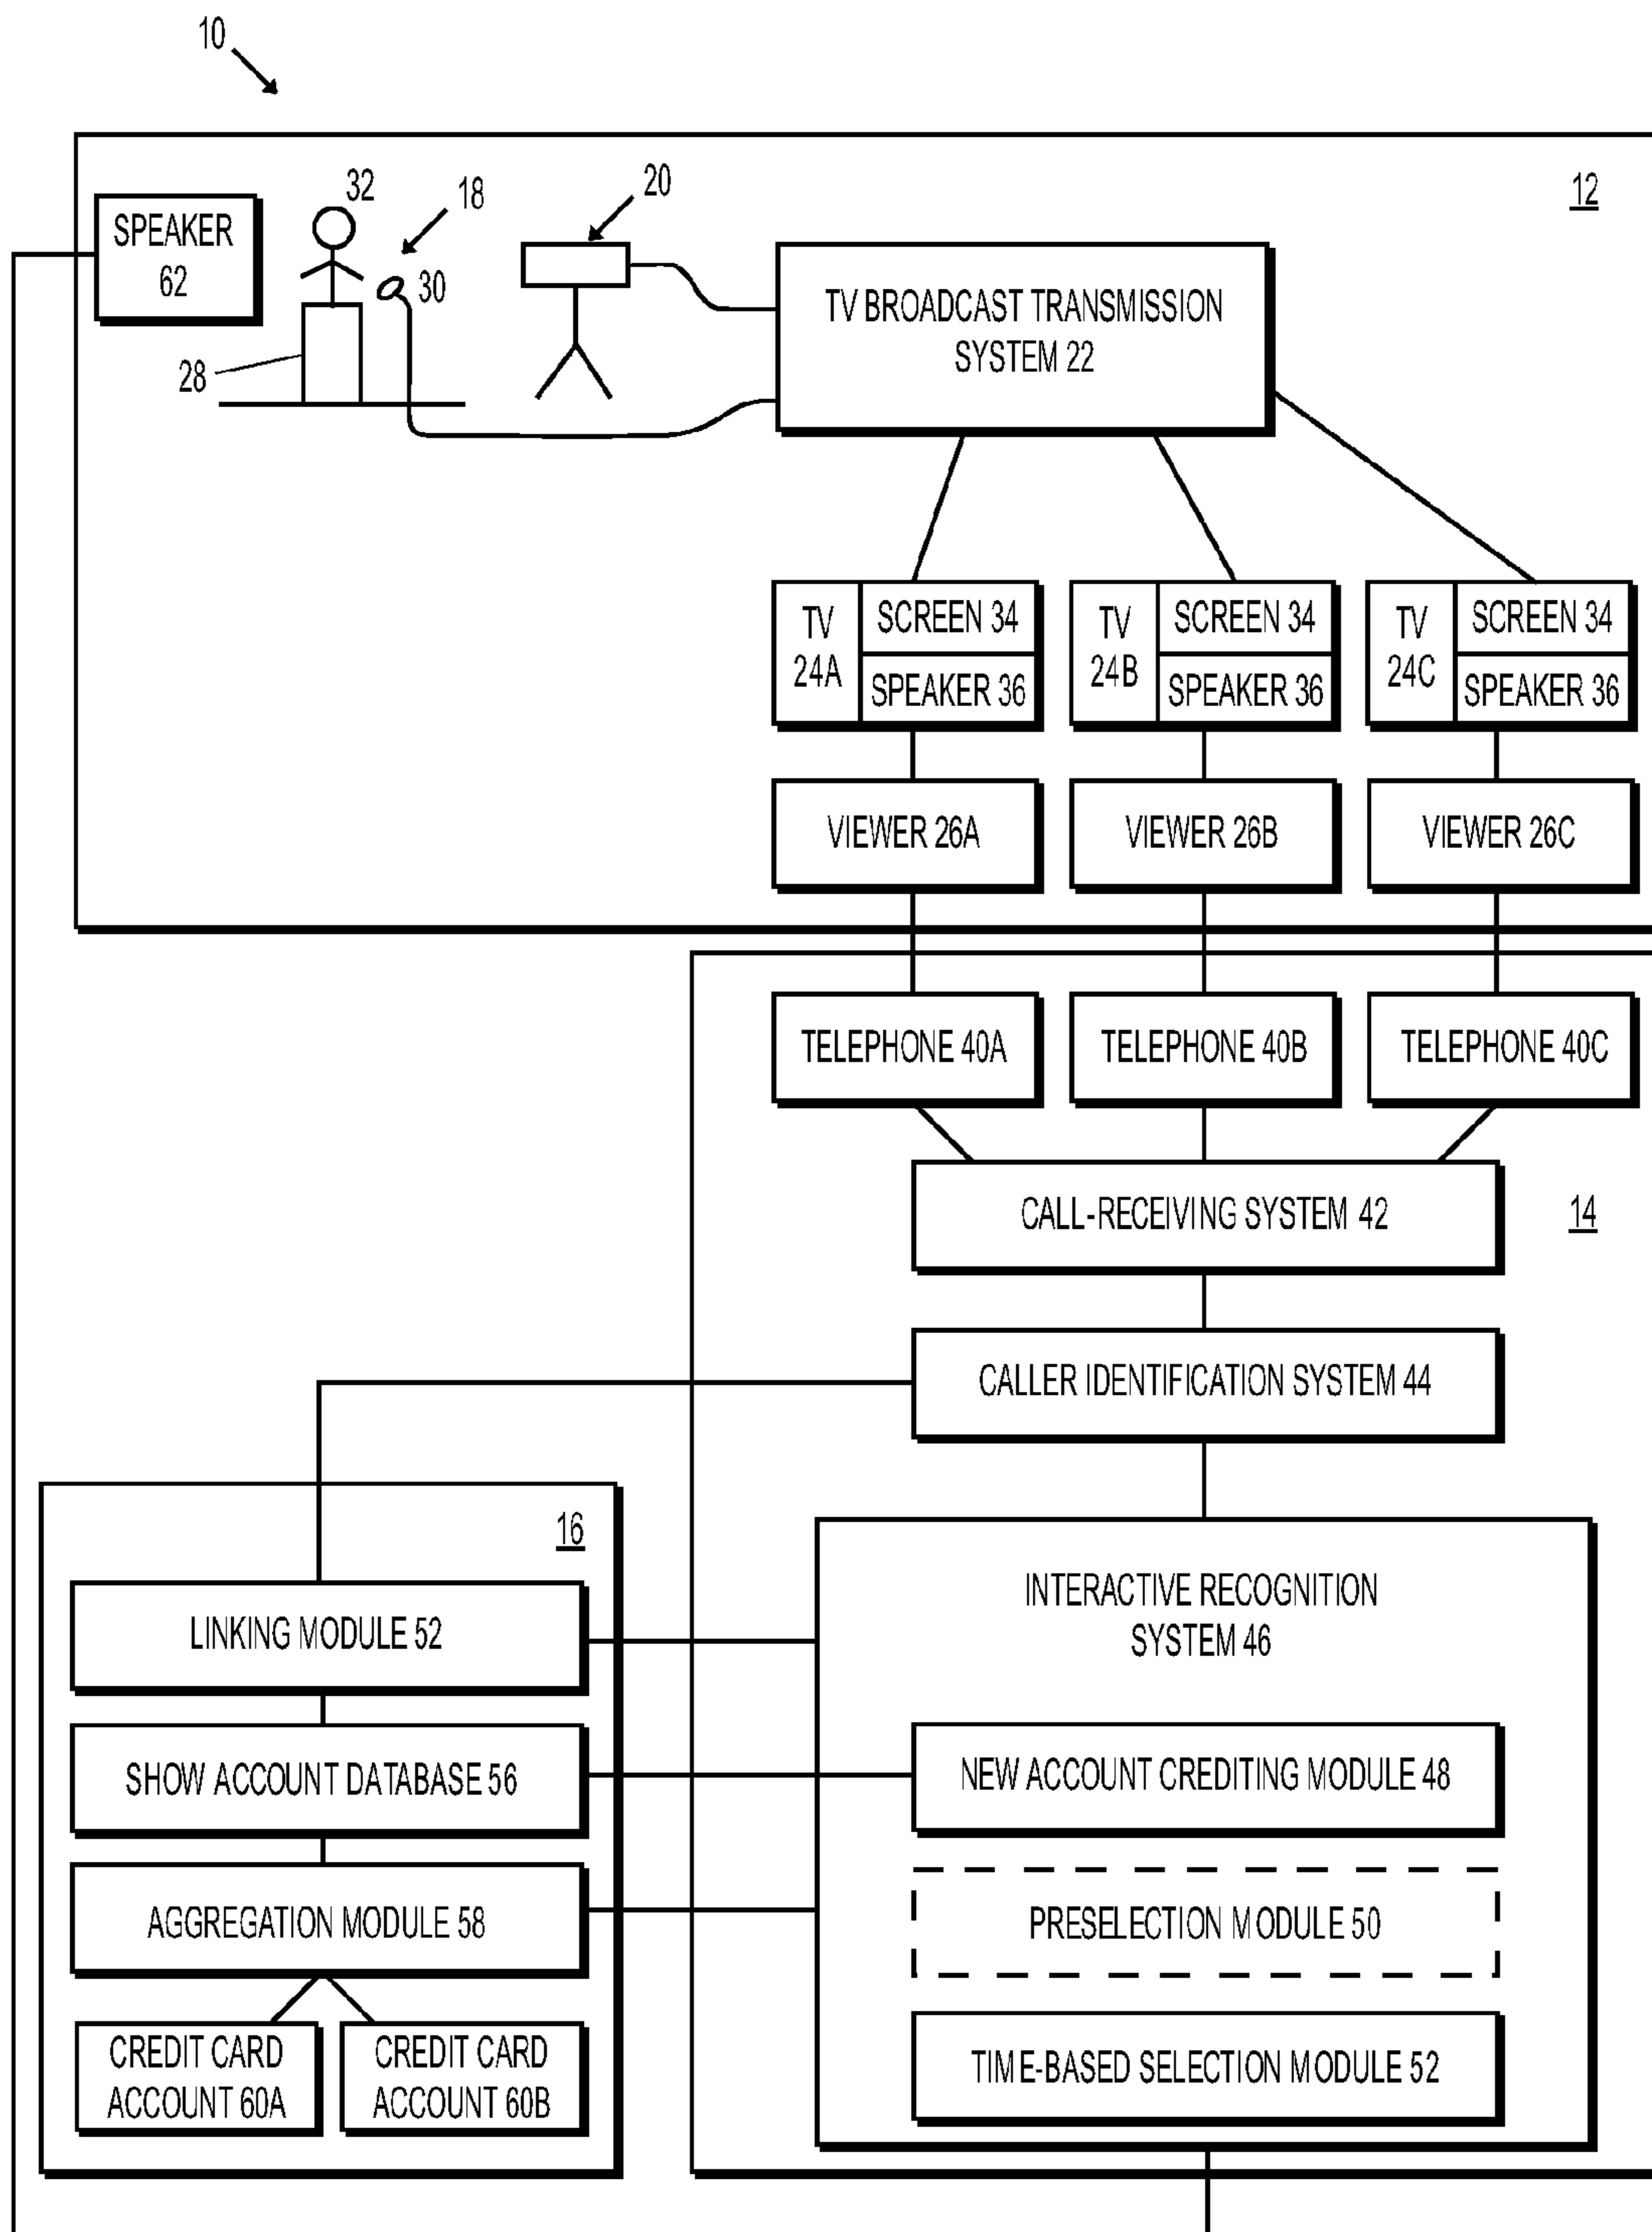 10
12
SPEAKER
62
32
18
30
28
20
TV BROADCAST TRANSMISSION
SYSTEM 22
TV
24A
SCREEN 34
SPEAKER 36
TV
24B
SCREEN 34
SPEAKER 36
TV
24C
SCREEN 34
SPEAKER 36
VIEWER 26A
VIEWER 26B
VIEWER 26C
TELEPHONE 40A
TELEPHONE 40B
TELEPHONE 40C
CALL-RECEIVING SYSTEM 42
14
CALLER IDENTIFICATION SYSTEM 44
16
LINKING MODULE 52
SHOW ACCOUNT DATABASE 56
AGGREGATION MODULE 58
CREDIT CARD
ACCOUNT 60A
CREDIT CARD
ACCOUNT 60B
INTERACTIVE RECOGNITION
SYSTEM 46
NEW ACCOUNT CREDITING MODULE 48
PRESELECTION MODULE 50
TIME-BASED SELECTION MODULE 52